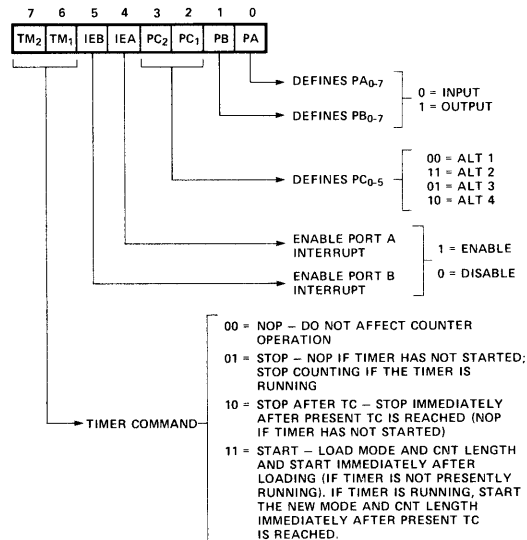 7 6 5 4 3 2 1 0
TM2 TM1 IEB IEA PC2 PC1 PB PA
DEFINES PA0-7
DEFINES PB0-7
0 = INPUT
1 = OUTPUT
DEFINES PC0-5
00 = ALT 1
11 = ALT 2
01 = ALT 3
10 = ALT 4
ENABLE PORT A
INTERRUPT
ENABLE PORT B
INTERRUPT
1 = ENABLE
0 = DISABLE
TIMER COMMAND
00 = NOP – DO NOT AFFECT COUNTER
OPERATION
01 = STOP – NOP IF TIMER HAS NOT STARTED;
STOP COUNTING IF THE TIMER IS
RUNNING
10 = STOP AFTER TC – STOP IMMEDIATELY
AFTER PRESENT TC IS REACHED (NOP
IF TIMER HAS NOT STARTED)
11 = START – LOAD MODE AND CNT LENGTH
AND START IMMEDIATELY AFTER
LOADING (IF TIMER IS NOT PRESENTLY
RUNNING). IF TIMER IS RUNNING, START
THE NEW MODE AND CNT LENGTH
IMMEDIATELY AFTER PRESENT TC
IS REACHED.